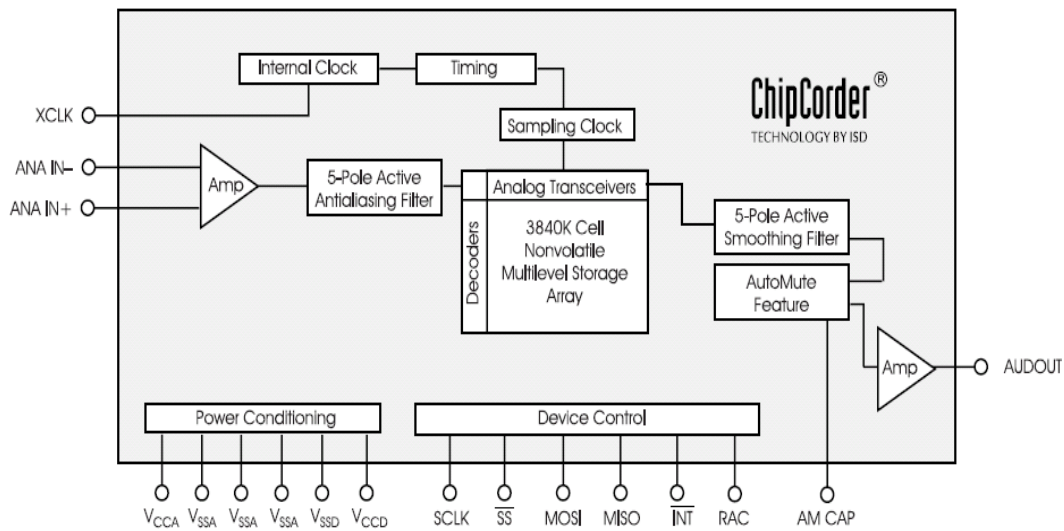 Internal Clock
Timing
ChipCorder®
TECHNOLOGY BY ISD
XCLK
Sampling Clock
ANA IN–
ANA IN+
Amp
5-Pole Active
Antialiasing Filter
Decoders
Analog Transceivers
3840K Cell
Nonvolatile
Multilevel Storage
Array
5-Pole Active
Smoothing Filter
AutoMute
Feature
Amp
AUDOUT
Power Conditioning
Device Control
VCCA VSSA VSSA VSSA VSSD VCCD SCLK S̅S̅ MOSI MISO I̅N̅T̅ RAC AM CAP